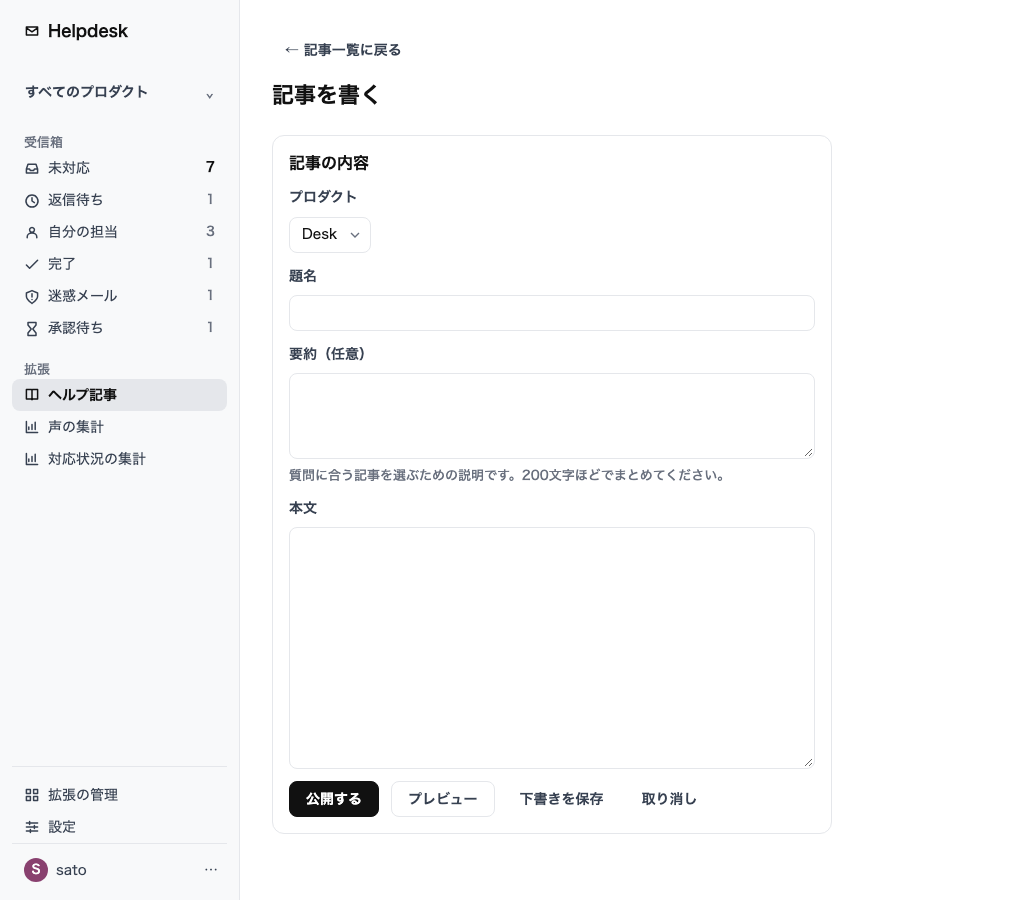 Helpdesk
すべてのプロダクト
受信箱
未対応 7
返信待ち 1
自分の担当 3
完了 1
迷惑メール 1
承認待ち 1
拡張
ヘルプ記事
声の集計
対応状況の集計
拡張の管理
設定
S sato ...
← 記事一覧に戻る
記事を書く
記事の内容
プロダクト
Desk
題名
要約（任意）
質問に合う記事を選ぶための説明です。200文字ほどでまとめてください。
本文
公開する プレビュー 下書きを保存 取り消し